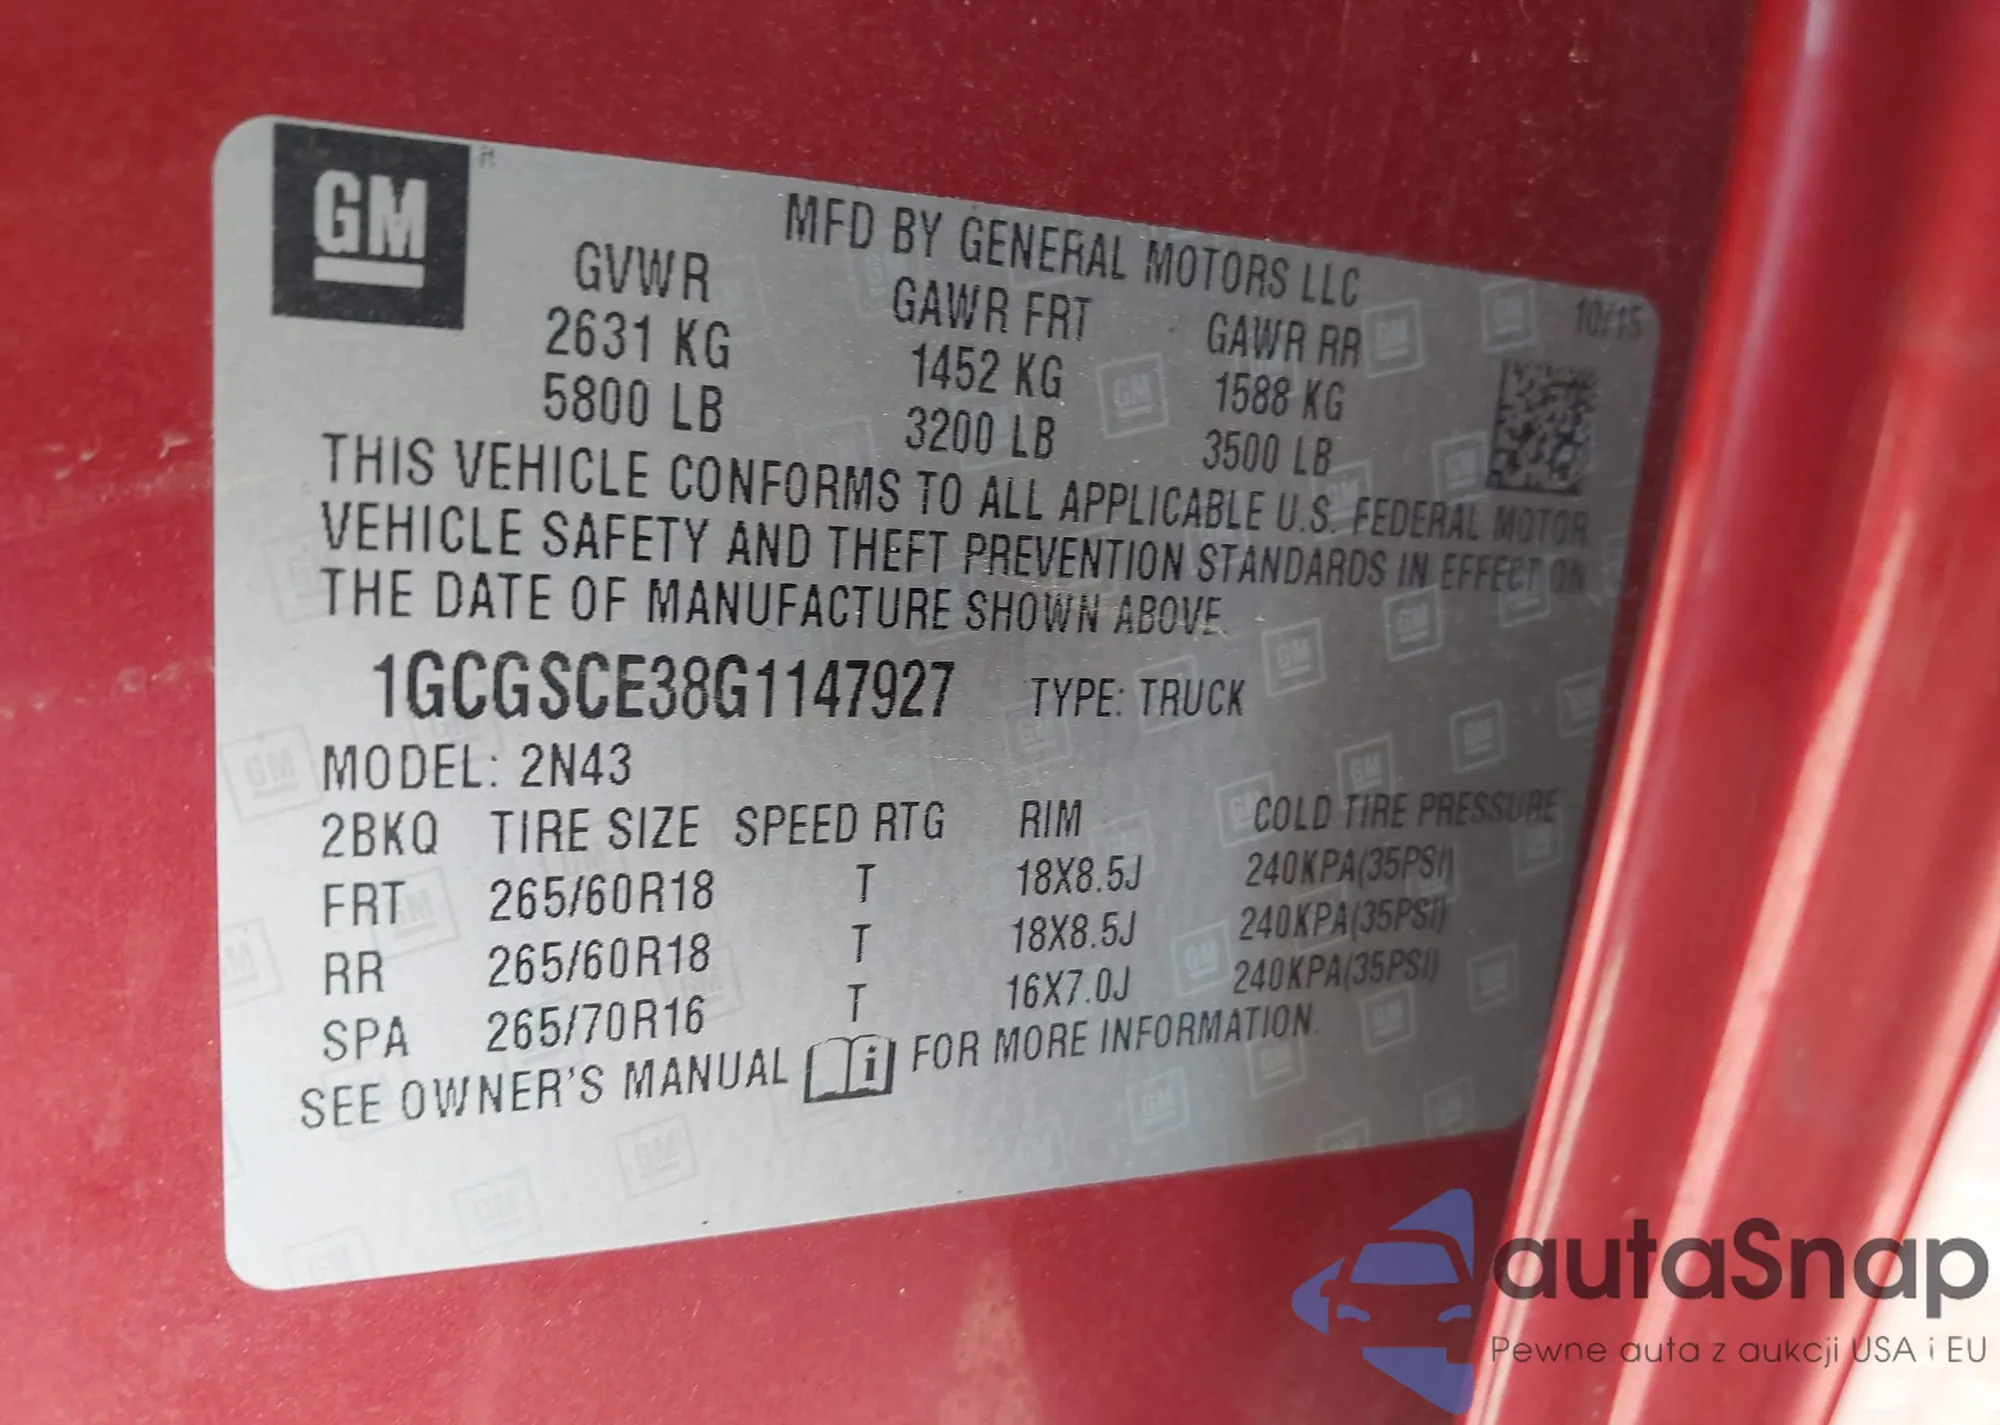 GM
MFD BY GENERAL MOTORS LLC
10/15
GVWR GAWR FRT GAWR RR
2631 KG 1452 KG 1588 KG
5800 LB 3200 LB 3500 LB
THIS VEHICLE CONFORMS TO ALL APPLICABLE U.S. FEDERAL MOTOR
VEHICLE SAFETY AND THEFT PREVENTION STANDARDS IN EFFECT ON
THE DATE OF MANUFACTURE SHOWN ABOVE.
1GCGSCE38G1147927 TYPE: TRUCK
MODEL: 2N43
2BKQ TIRE SIZE SPEED RTG RIM COLD TIRE PRESSURE
FRT 265/60R18 T 18X8.5J 240KPA(35PSI)
RR 265/60R18 T 18X8.5J 240KPA(35PSI)
SPA 265/70R16 T 16X7.0J 240KPA(35PSI)
SEE OWNER'S MANUAL i FOR MORE INFORMATION.
autaSnap
Pewne auta z aukcji USA i EU